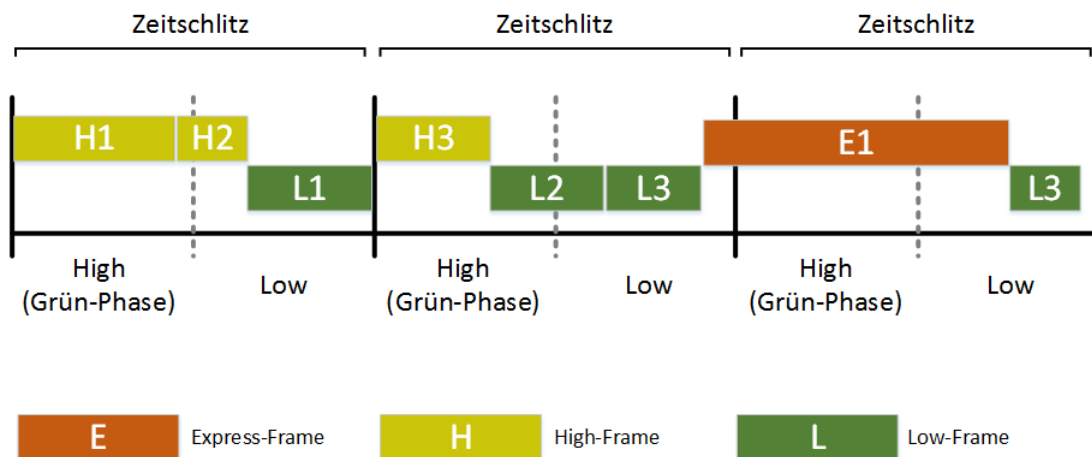 Zeitschlitz
Zeitschlitz
Zeitschlitz
H1
H2
L1
H3
L2
L3
E1
L3
High
(Grün-Phase)
Low
High
(Grün-Phase)
Low
High
(Grün-Phase)
Low
E
Express-Frame
H
High-Frame
L
Low-Frame